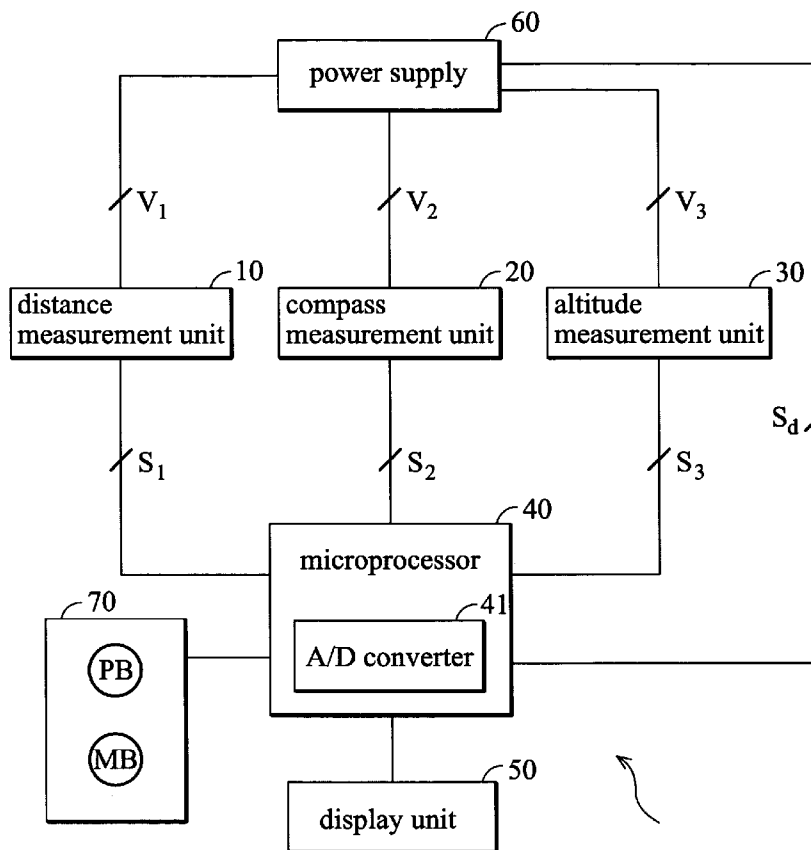 60
power supply
V1
V2
V3
10
20
30
distance
measurement unit
compass
measurement unit
altitude
measurement unit
Sd
S1
S2
S3
40
microprocessor
70
41
PB
A/D converter
MB
50
display unit